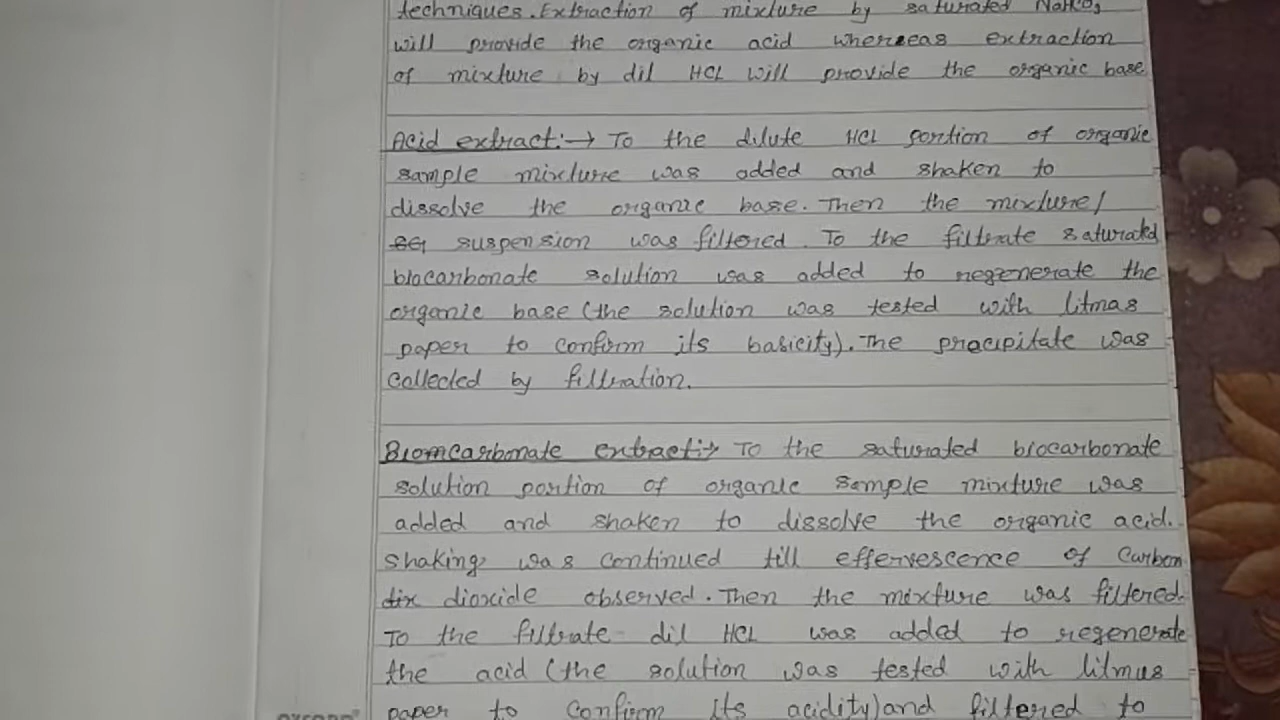 techniques. Extraction of mixture by saturated NaHCO3
will provide the organic acid whereeas extraction
of mixture by dil HCL will provide the organic base
Acid extract:→ To the dilute HCL portion of organic
sample mixture was added and shaken to
dissolve the organic base. Then the mixture/
suspension was filtered. To the filtrate saturated
biocarbonate solution was added to regenerate the
organic base (the solution was tested with litmas
paper to confirm its basicity). The precipitate was
collected by filtration.
Biomcarbonate extract:→ To the saturated biocarbonate
solution portion of organic sample mixture was
added and shaken to dissolve the organic acid.
Shaking was continued till effervescence of Carbon
dioxide observed. Then the mixture was filtered.
To the filtrate dil HCL was added to regenerate
the acid (the solution was tested with litmus
paper to confirm its acidity) and filtered to